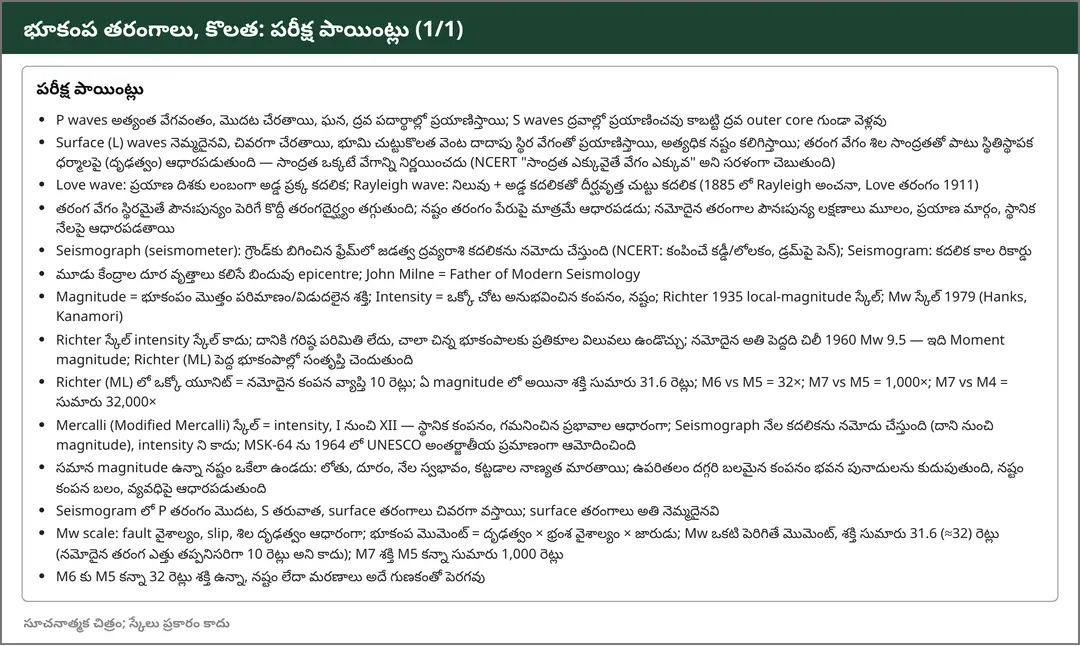 భూకంప తరంగాలు, కొలత: పరీక్ష పాయింట్లు (1/1)
పరీక్ష పాయింట్లు
• P waves అత్యంత వేగవంతం, మొదట చేరతాయి, ఘన, ద్రవ పదార్థాల్లో ప్రయాణిస్తాయి; S waves ద్రవాల్లో ప్రయాణించవు కాబట్టి ద్రవ outer core గుండా వెళ్లవు
• Surface (L) waves నెమ్మదైనవి, చివరగా చేరతాయి, భూమి చుట్టుకొలత వెంట దాదాపు స్థిర వేగంతో ప్రయాణిస్తాయి, అత్యధిక నష్టం కలిగిస్తాయి; తరంగ వేగం శిల సాంద్రతతో పాటు స్థితిస్థాపక
ధర్మాలపై (దృఢత్వం) ఆధారపడుతుంది — సాంద్రత ఒక్కటే వేగాన్ని నిర్ణయించదు (NCERT "సాంద్రత ఎక్కువైతే వేగం ఎక్కువ" అని సరళంగా చెబుతుంది)
• Love wave: ప్రయాణ దిశకు లంబంగా అడ్డ ప్రక్క కదలిక; Rayleigh wave: నిలువు + అడ్డ కదలికతో దీర్ఘవృత్త చుట్టు కదలిక (1885 లో Rayleigh అంచనా, Love తరంగం 1911)
• తరంగ వేగం స్థిరమైతే పౌనఃపున్యం పెరిగే కొద్దీ తరంగదైర్ఘ్యం తగ్గుతుంది; నష్టం తరంగం పేరుపై మాత్రమే ఆధారపడదు; నమోదైన తరంగాల పౌనఃపున్య లక్షణాలు మూలం, ప్రయాణ మార్గం, స్థానిక
నేలపై ఆధారపడతాయి
• Seismograph (seismometer): గ్రౌండ్‌కు బిగించిన ఫ్రేమ్‌లో జడత్వ ద్రవ్యరాశి కదలికను నమోదు చేస్తుంది (NCERT: కంపించే కడ్డీ/లోలకం, డ్రమ్‌పై పెన్); Seismogram: కదలిక కాల రికార్డు
• మూడు కేంద్రాల దూర వృత్తాలు కలిసే బిందువు epicentre; John Milne = Father of Modern Seismology
• Magnitude = భూకంపం మొత్తం పరిమాణం/విడుదలైన శక్తి; Intensity = ఒక్కో చోట అనుభవించిన కంపనం, నష్టం; Richter 1935 local-magnitude స్కేల్; Mw స్కేల్ 1979 (Hanks,
Kanamori)
• Richter స్కేల్ intensity స్కేల్ కాదు; దానికి గరిష్ఠ పరిమితి లేదు, చాలా చిన్న భూకంపాలకు ప్రతికూల విలువలు ఉండొచ్చు; నమోదైన అతి పెద్దది చిలీ 1960 Mw 9.5 — ఇది Moment
magnitude; Richter (ML) పెద్ద భూకంపాల్లో సంతృప్తి చెందుతుంది
• Richter (ML) లో ఒక్కో యూనిట్ = నమోదైన కంపన వ్యాప్తి 10 రెట్లు; ఏ magnitude లో అయినా శక్తి సుమారు 31.6 రెట్లు; M6 vs M5 = 32×; M7 vs M5 = 1,000×; M7 vs M4 =
సుమారు 32,000×
• Mercalli (Modified Mercalli) స్కేల్ = intensity, I నుంచి XII — స్థానిక కంపనం, గమనించిన ప్రభావాల ఆధారంగా; Seismograph నేల కదలికను నమోదు చేస్తుంది (దాని నుంచి
magnitude), intensity ని కాదు; MSK-64 ను 1964 లో UNESCO అంతర్జాతీయ ప్రమాణంగా ఆమోదించింది
• సమాన magnitude ఉన్నా నష్టం ఒకేలా ఉండదు: లోతు, దూరం, నేల స్వభావం, కట్టడాల నాణ్యత మారతాయి; ఉపరితలం దగ్గరి బలమైన కంపనం భవన పునాదులను కుదుపుతుంది, నష్టం
కంపన బలం, వ్యవధిపై ఆధారపడుతుంది
• Seismogram లో P తరంగం మొదట, S తరువాత, surface తరంగాలు చివరగా వస్తాయి; surface తరంగాలు అతి నెమ్మదైనవి
• Mw scale: fault వైశాల్యం, slip, శిల దృఢత్వం ఆధారంగా; భూకంప మొమెంట్ = దృఢత్వం × భ్రంశ వైశాల్యం × జారుడు; Mw ఒకటి పెరిగితే మొమెంట్, శక్తి సుమారు 31.6 (≈32) రెట్లు
(నమోదైన తరంగ ఎత్తు తప్పనిసరిగా 10 రెట్లు అని కాదు); M7 శక్తి M5 కన్నా సుమారు 1,000 రెట్లు
• M6 కు M5 కన్నా 32 రెట్లు శక్తి ఉన్నా, నష్టం లేదా మరణాలు అదే గుణకంతో పెరగవు
సూచనాత్మక చిత్రం; స్కేలు ప్రకారం కాదు